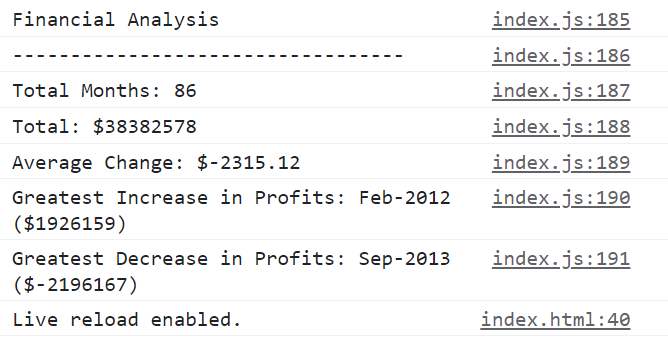 Financial Analysis index.js:185
---------------------------------- index.js:186
Total Months: 86 index.js:187
Total: $38382578 index.js:188
Average Change: $-2315.12 index.js:189
Greatest Increase in Profits: Feb-2012 index.js:190
($1926159)
Greatest Decrease in Profits: Sep-2013 index.js:191
($-2196167)
Live reload enabled. index.html:40